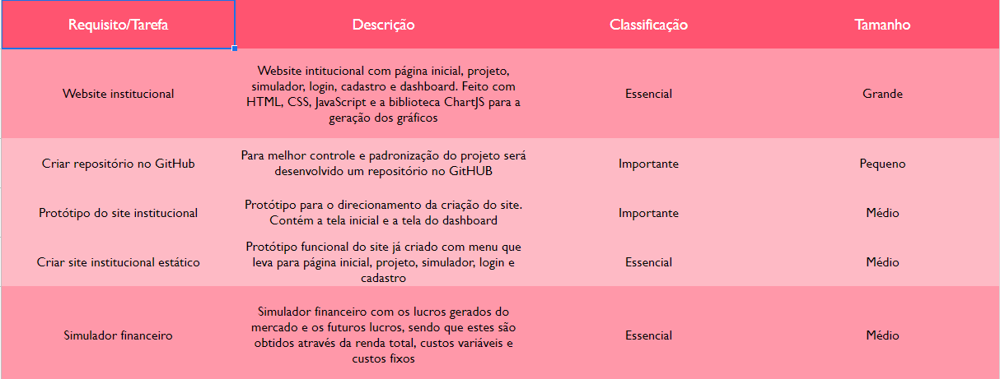 Requisito/Tarefa
Descrição
Classificação
Tamanho
Website institucional
Website intitucional com página inicial, projeto,
simulador, login, cadastro e dashboard. Feito com
HTML, CSS, JavaScript e a biblioteca ChartJS para a
geração dos gráficos
Essencial
Grande
Criar repositório no GitHub
Para melhor controle e padronização do projeto será
desenvolvido um repositório no GitHUB
Importante
Pequeno
Protótipo do site institucional
Protótipo para o direcionamento da criação do site.
Contém a tela inicial e a tela do dashboard
Importante
Médio
Criar site institucional estático
Protótipo funcional do site já criado com menu que
leva para página inicial, projeto, simulador, login e
cadastro
Essencial
Médio
Simulador financeiro
Simulador financeiro com os lucros gerados do
mercado e os futuros lucros, sendo que estes são
obtidos através da renda total, custos variáveis e
custos fixos
Essencial
Médio